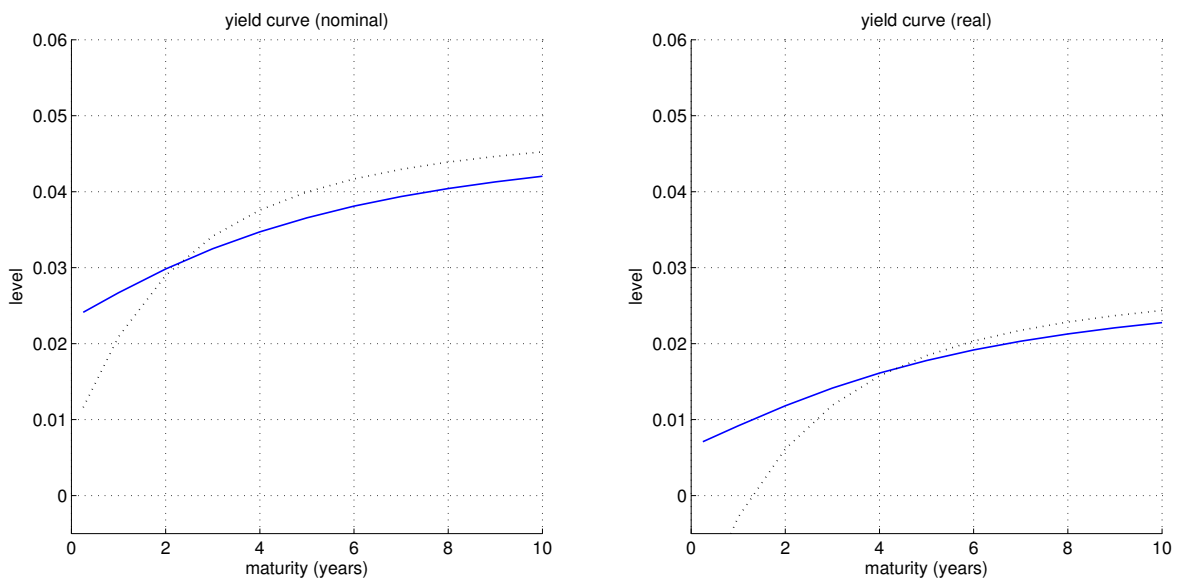 yield curve (nominal)
0.06
0.05
0.04
0.03
0.02
0.01
0
level
0 2 4 6 8 10
maturity (years)
yield curve (real)
0.06
0.05
0.04
0.03
0.02
0.01
0
level
0 2 4 6 8 10
maturity (years)